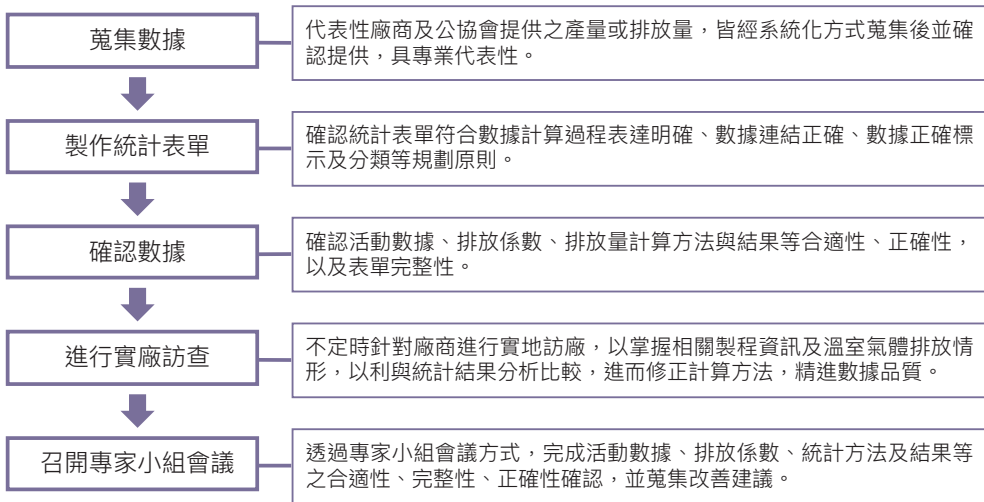 蒐集數據
代表性廠商及公協會提供之產量或排放量，皆經系統化方式蒐集後並確
認提供，具專業代表性。
製作統計表單
確認統計表單符合數據計算過程表達明確、數據連結正確、數據正確標
示及分類等規劃原則。
確認數據
確認活動數據、排放係數、排放量計算方法與結果等合適性、正確性，
以及表單完整性。
進行實廠訪查
不定時針對廠商進行實地訪廠，以掌握相關製程資訊及溫室氣體排放情
形，以利與統計結果分析比較，進而修正計算方法，精進數據品質。
召開專家小組會議
透過專家小組會議方式，完成活動數據、排放係數、統計方法及結果等
之合適性、完整性、正確性確認，並蒐集改善建議。